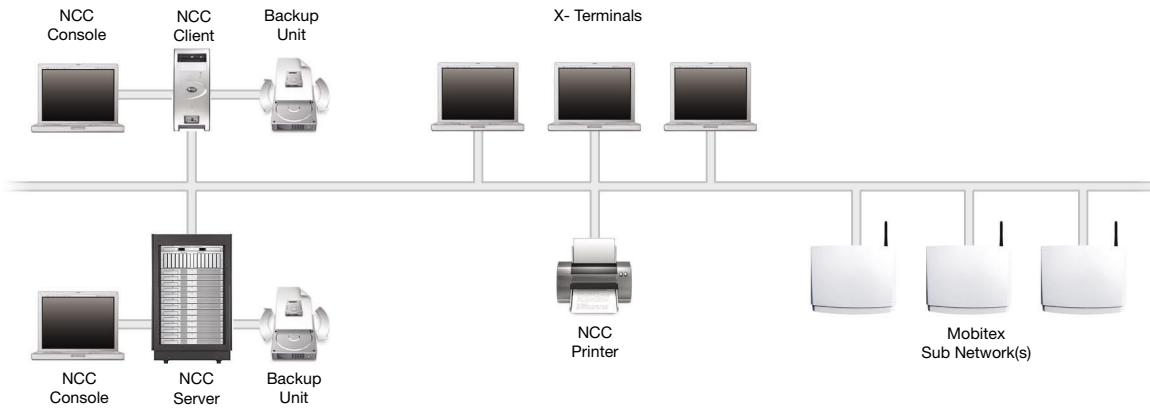 NCC
Console
NCC
Client
Backup
Unit
X- Terminals
NCC
Printer
Mobitex
Sub Network(s)
NCC
Console
NCC
Server
Backup
Unit